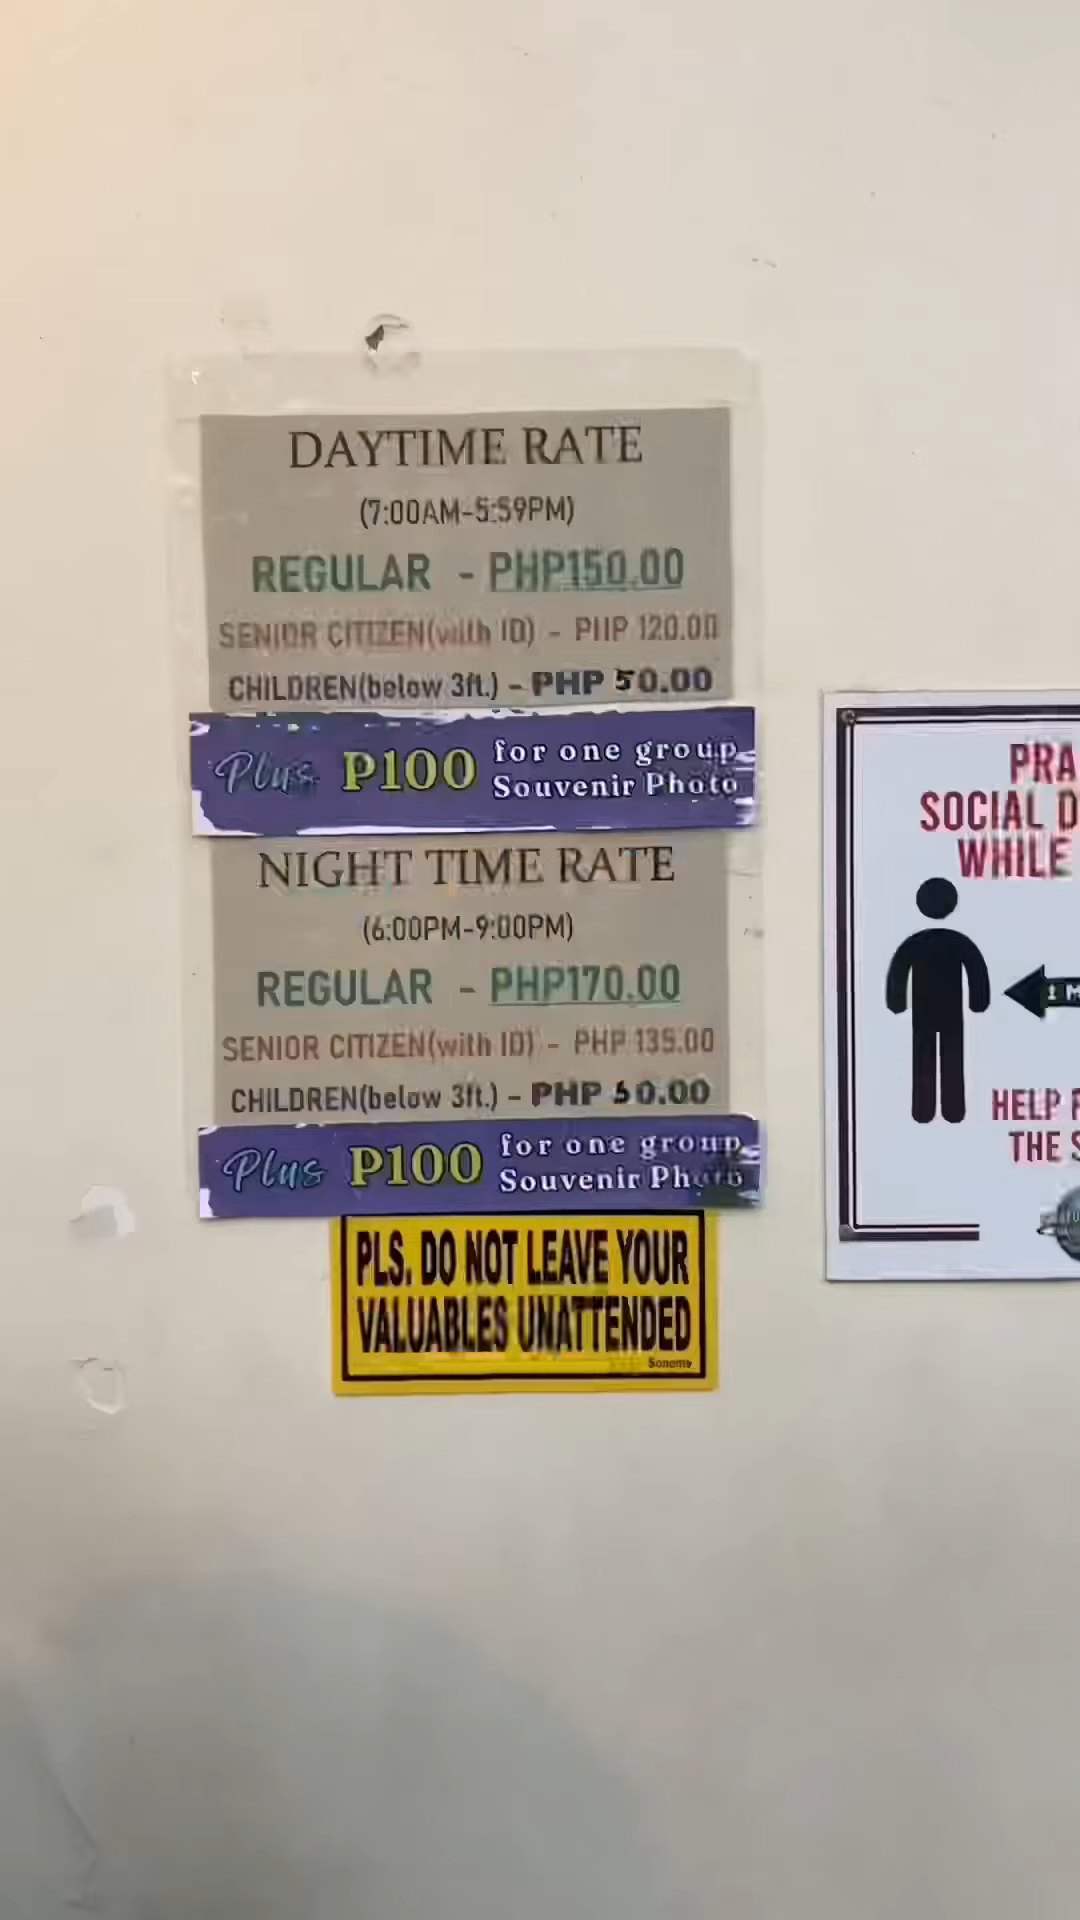 DAYTIME RATE
(7:00AM-5:59PM)
REGULAR - PHP150.00
SENIOR CITIZEN(with ID) - PHP 120.00
CHILDREN(below 3ft.) - PHP 50.00
Plus P100 for one group
Souvenir Photo
NIGHT TIME RATE
(6:00PM-9:00PM)
REGULAR - PHP170.00
SENIOR CITIZEN(with ID) - PHP 135.00
CHILDREN(below 3ft.) - PHP
Plus P100 for one group
Souvenir Photo
PLS. DO NOT LEAVE YOUR
VALUABLES UNATTENDED
PRA
SOCIAL D
WHILE
1 M
HELP
THE S